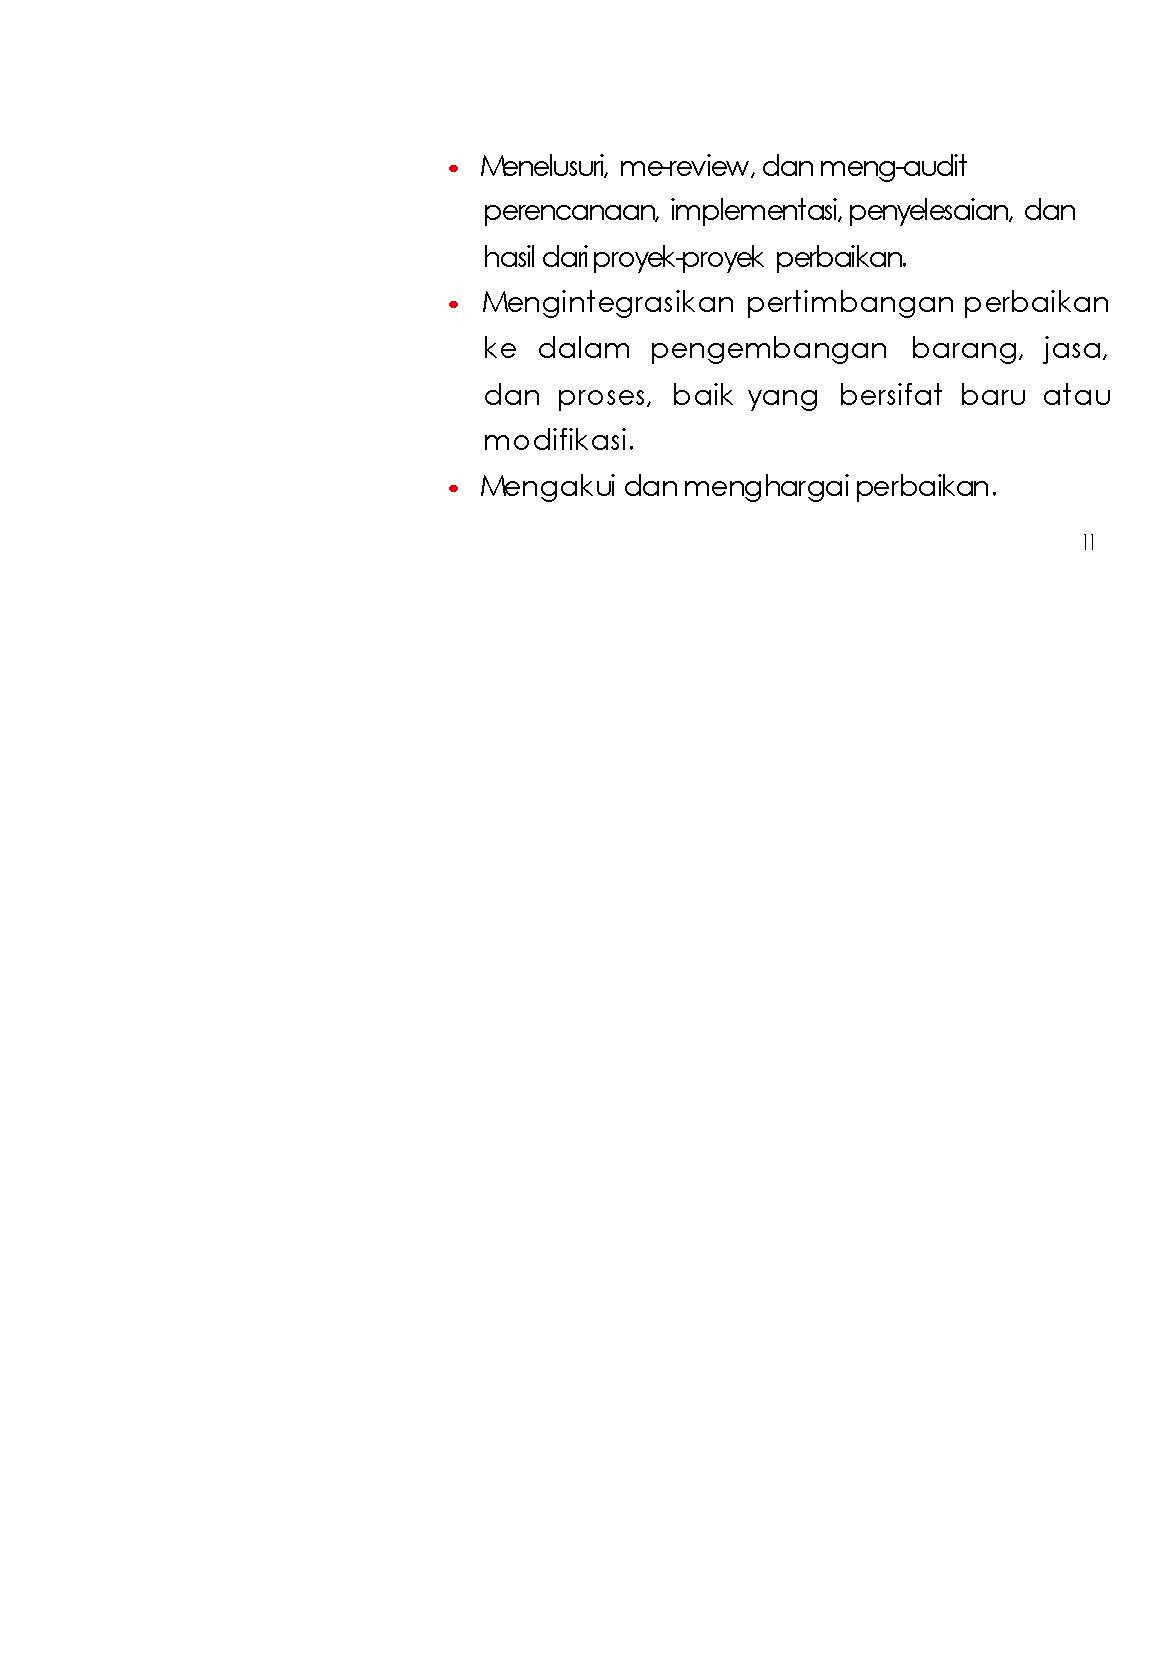 • Menelusuri, me-review, dan meng-audit
perencanaan, implementasi, penyelesaian, dan
hasil dari proyek-proyek perbaikan.
• Mengintegrasikan pertimbangan perbaikan
ke dalam pengembangan barang, jasa,
dan proses, baik yang bersifat baru atau
modifikasi.
• Mengakui dan menghargai perbaikan.
11